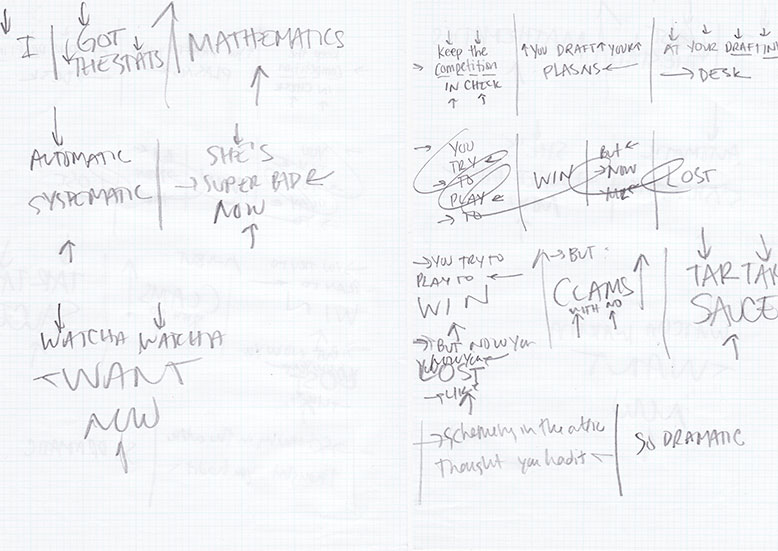 I
GOT
THE STATS
MATHEMATICS
AUTOMATIC
SYSTEMATIC
SHE'S
SUPER BAD
NOW
WATCHA WATCHA
WANT
NOW
Keep the
Competition
IN CHECK
YOU DRAFT YOUR
PLASNS
AT YOUR DRAFTIN
DESK
YOU
TRY
TO
PLAY
TO
WIN
BUT
NOW
LOST
YOU TRY TO
PLAY TO
WIN
BUT NOW YOU
LOST
LIKE
BUT
CLAMS
WITH NO
TAR TAR
SAUCE
Schemeing in the attic
thought you had it
SO DRAMATIC